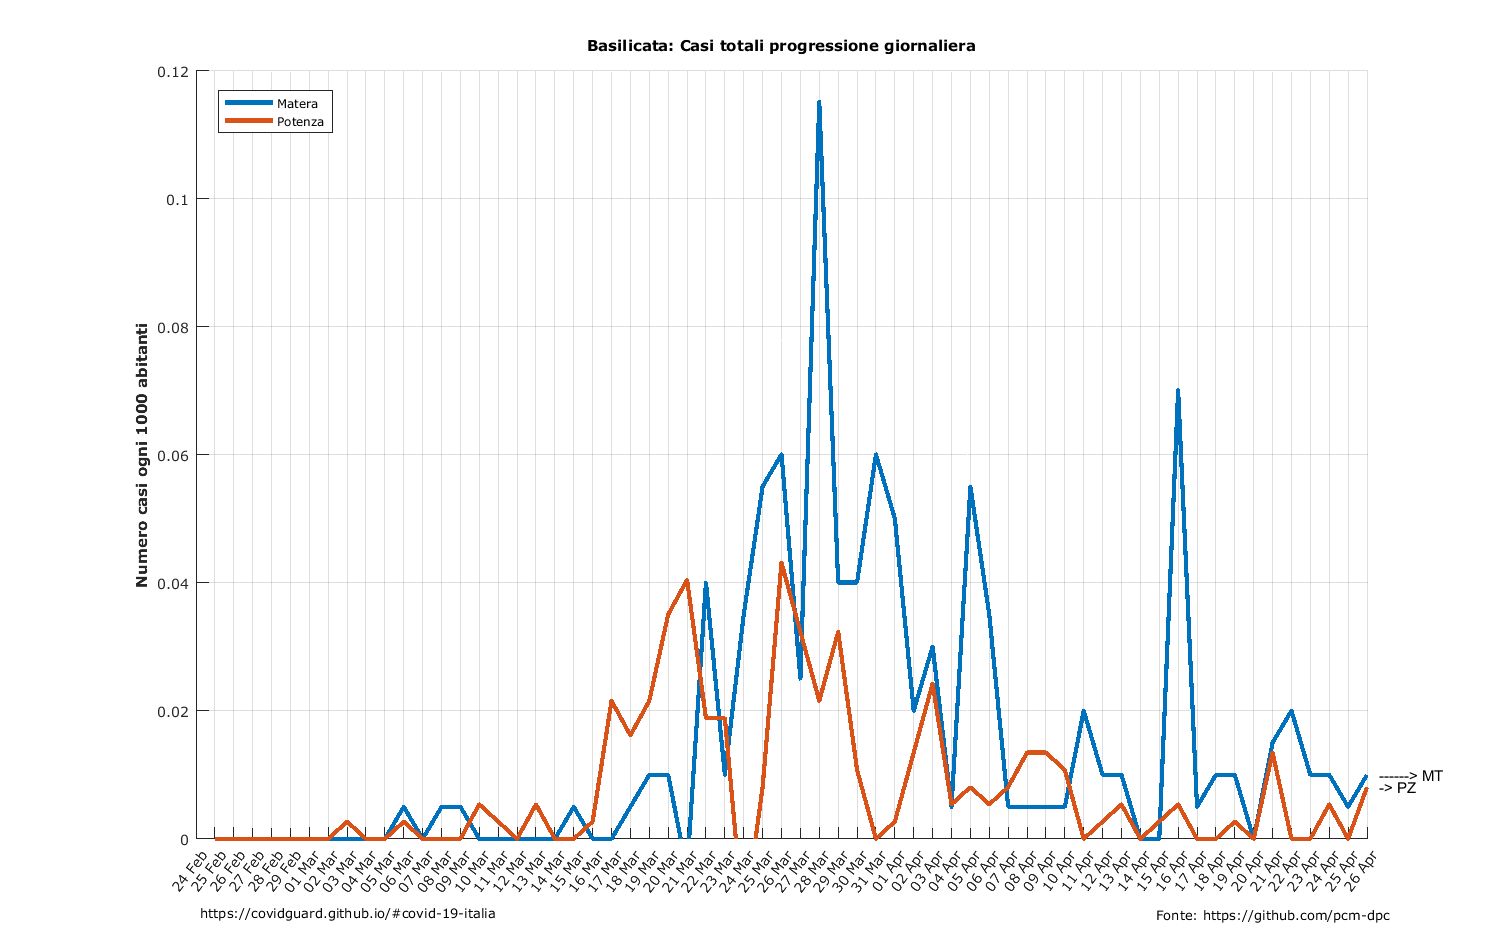 Basilicata: Casi totali progressione giornaliera
Matera
Potenza
Numero casi ogni 1000 abitanti
0.12
0.1
0.08
0.06
0.04
0.02
0
------> MT
-> PZ
24 Feb
25 Feb
26 Feb
27 Feb
28 Feb
29 Feb
01 Mar
02 Mar
03 Mar
04 Mar
05 Mar
06 Mar
07 Mar
08 Mar
09 Mar
10 Mar
11 Mar
12 Mar
13 Mar
14 Mar
15 Mar
16 Mar
17 Mar
18 Mar
19 Mar
20 Mar
21 Mar
22 Mar
23 Mar
24 Mar
25 Mar
26 Mar
27 Mar
28 Mar
30 Mar
31 Mar
01 Apr
02 Apr
03 Apr
04 Apr
05 Apr
06 Apr
07 Apr
08 Apr
09 Apr
10 Apr
11 Apr
12 Apr
13 Apr
14 Apr
15 Apr
16 Apr
17 Apr
18 Apr
19 Apr
20 Apr
21 Apr
22 Apr
23 Apr
24 Apr
25 Apr
26 Apr
https://covidguard.github.io/#covid-19-italia
Fonte: https://github.com/pcm-dpc